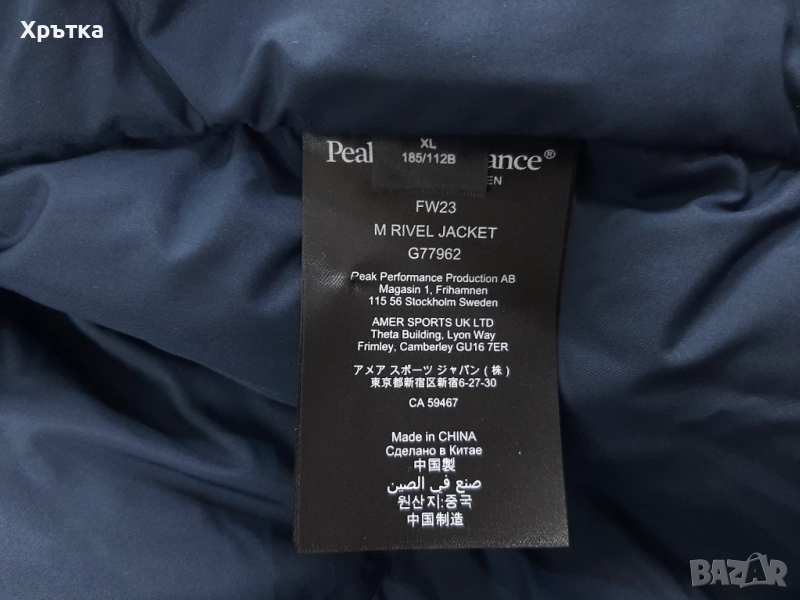 Хрътка
XL
Peal ance®
185/112B
EN
FW23
M RIVEL JACKET
G77962
Peak Performance Production AB
Magasin 1, Frihamnen
115 56 Stockholm Sweden
AMER SPORTS UK LTD
Theta Building, Lyon Way
Frimley, Camberley GU16 7ER
アメア スポーツ ジャパン (株)
東京都新宿区新宿6-27-30
CA 59467
Made in CHINA
Сделано в Китае
中国製
صنع في الصين
원산지:중국
中国制造
BAZAR